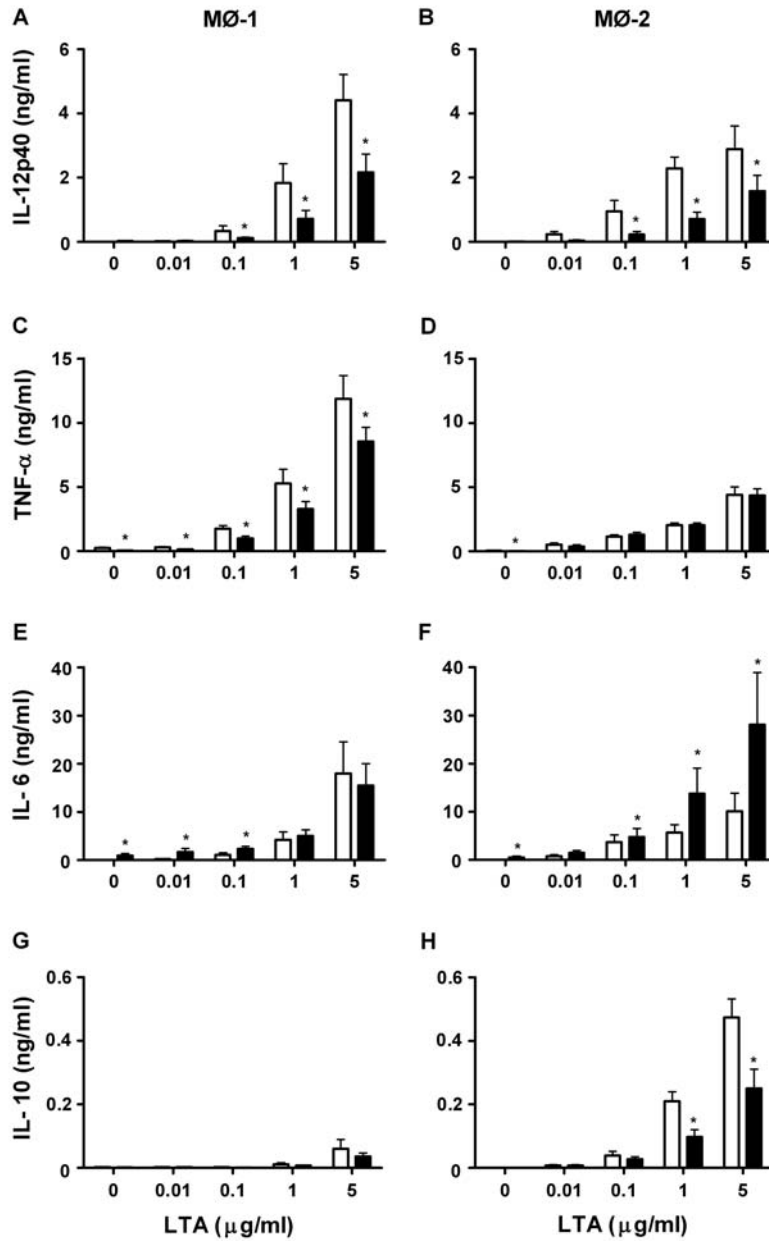 A MØ-1 B MØ-2
IL-12p40 (ng/ml)
6 6
4 4
2 2
0 0
* * * * * *
0 0.01 0.1 1 5 0 0.01 0.1 1 5
C D
TNF-α (ng/ml)
15 15
10 10
5 5
0 0
* * * * * *
0 0.01 0.1 1 5 0 0.01 0.1 1 5
E F
IL- 6 (ng/ml)
40 40
30 30
20 20
10 10
0 0
* * * * * * *
0 0.01 0.1 1 5 0 0.01 0.1 1 5
G H
IL- 10 (ng/ml)
0.6 0.6
0.4 0.4
0.2 0.2
0 0
* *
0 0.01 0.1 1 5 0 0.01 0.1 1 5
LTA (μg/ml) LTA (μg/ml)